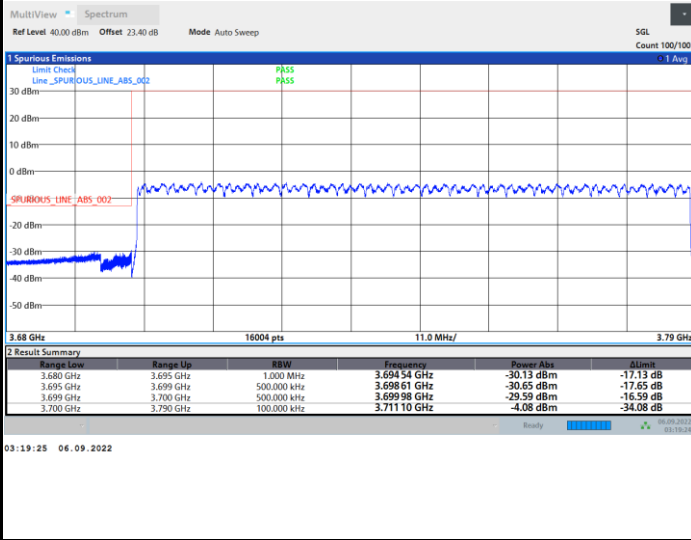 MultiView Spectrum
Ref Level 40.00 dBm Offset 23.40 dB Mode Auto Sweep SGL
Count 100/100
1 Spurious Emissions 1 Avg
Limit Check PASS
Line _SPURIOUS_LINE_ABS_002 PASS
30 dBm
20 dBm
10 dBm
0 dBm
_SPURIOUS_LINE_ABS_002
-20 dBm
-30 dBm
-40 dBm
-50 dBm
3.68 GHz 16004 pts 11.0 MHz/ 3.79 GHz
2 Result Summary
Range Low Range Up RBW Frequency Power Abs ΔLimit
3.680 GHz 3.695 GHz 1.000 MHz 3.694 54 GHz -30.13 dBm -17.13 dB
3.695 GHz 3.699 GHz 500.000 kHz 3.698 61 GHz -30.65 dBm -17.65 dB
3.699 GHz 3.700 GHz 500.000 kHz 3.699 98 GHz -29.59 dBm -16.59 dB
3.700 GHz 3.790 GHz 100.000 kHz 3.711 10 GHz -4.08 dBm -34.08 dB
Ready 06.09.2022
03:19:24
03:19:25 06.09.2022